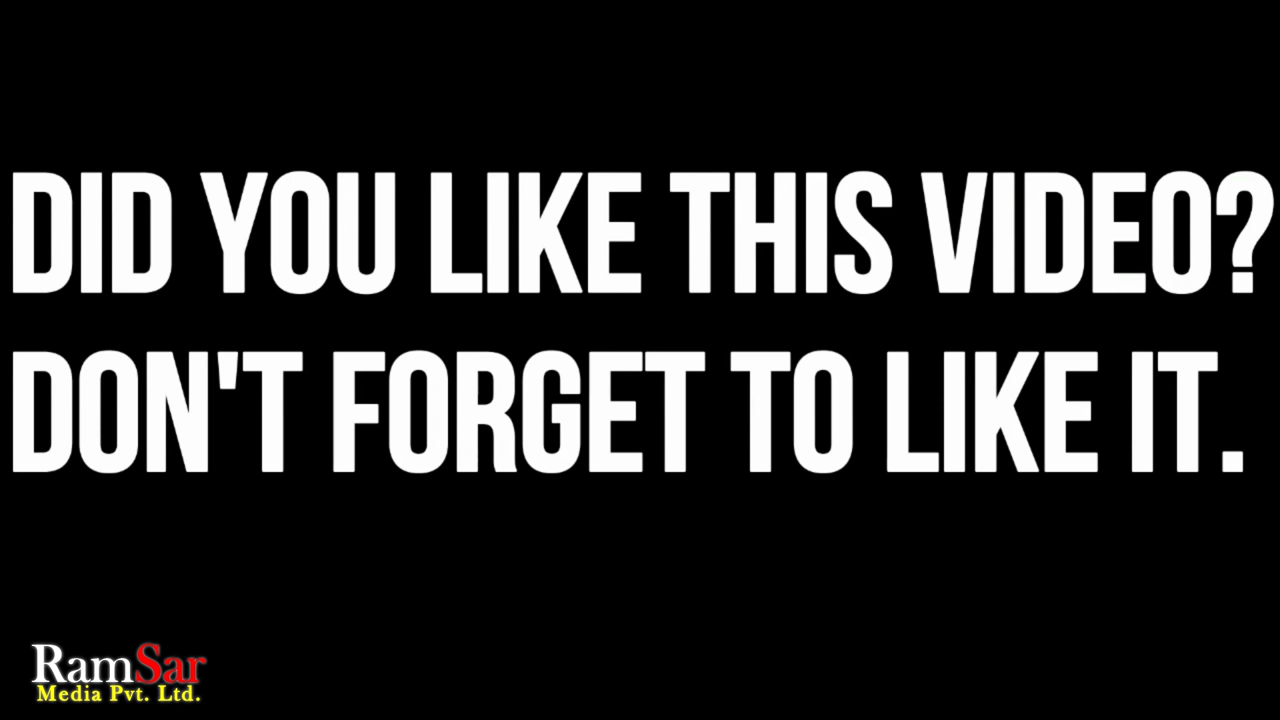 DID YOU LIKE THIS VIDEO?
DON'T FORGET TO LIKE IT.
RamSar
Media Pvt. Ltd.